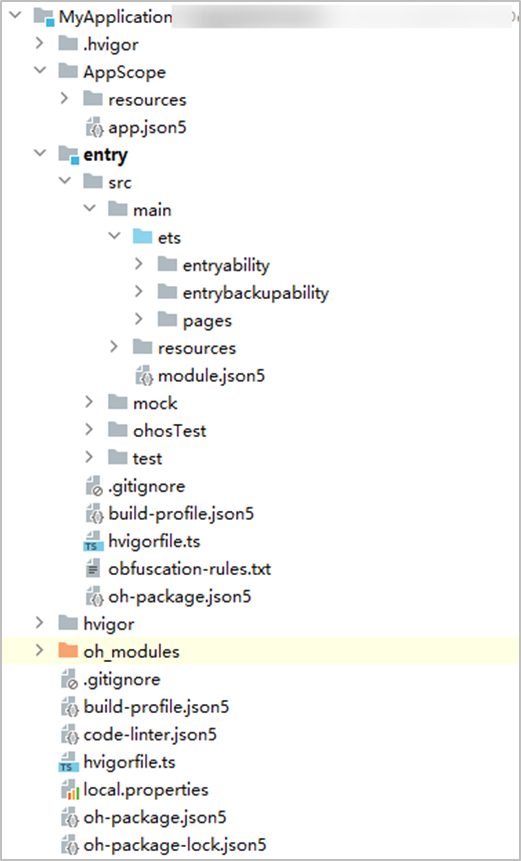 MyApplication
.hvigor
AppScope
resources
app.json5
entry
src
main
ets
entryability
entrybackupability
pages
resources
module.json5
mock
ohosTest
test
.gitignore
build-profile.json5
TS hvigorfile.ts
obfuscation-rules.txt
oh-package.json5
hvigor
oh_modules
.gitignore
build-profile.json5
code-linter.json5
TS hvigorfile.ts
local.properties
oh-package.json5
oh-package-lock.json5